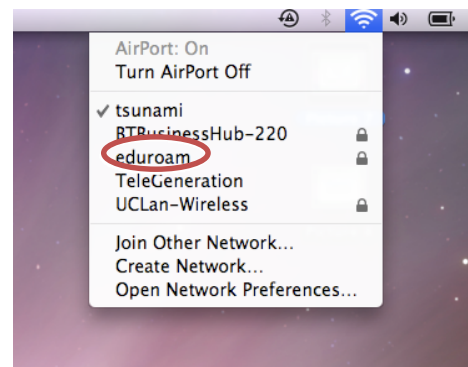 AirPort: On
Turn AirPort Off
tsunami
BTBusinessHub-220
eduroam
TeleGeneration
UCLan-Wireless
Join Other Network...
Create Network...
Open Network Preferences...